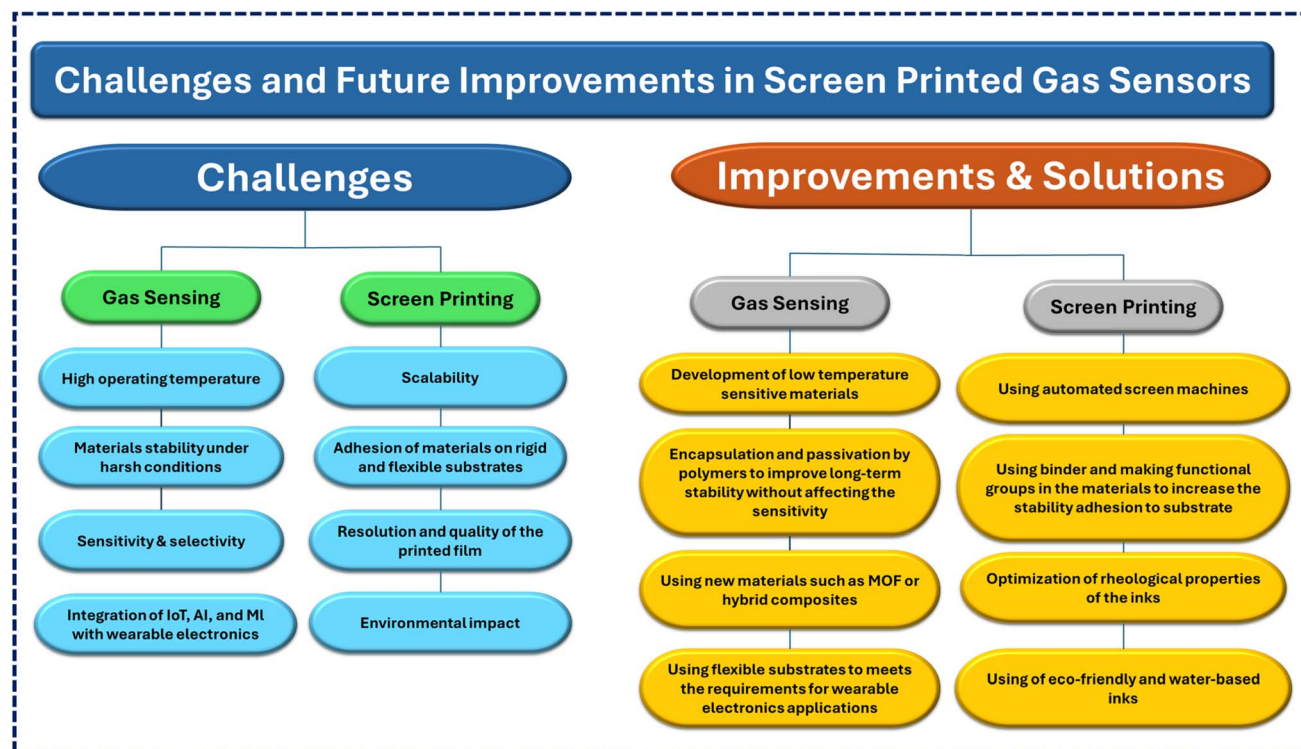 Challenges and Future Improvements in Screen Printed Gas Sensors
Challenges
Gas Sensing
Screen Printing
High operating temperature
Materials stability under
harsh conditions
Sensitivity & selectivity
Integration of IoT, AI, and Ml
with wearable electronics
Scalability
Adhesion of materials on rigid
and flexible substrates
Resolution and quality of the
printed film
Environmental impact
Improvements & Solutions
Gas Sensing
Screen Printing
Development of low temperature
sensitive materials
Encapsulation and passivation by
polymers to improve long-term
stability without affecting the
sensitivity
Using new materials such as MOF or
hybrid composites
Using flexible substrates to meets
the requirements for wearable
electronics applications
Using automated screen machines
Using binder and making functional
groups in the materials to increase the
stability adhesion to substrate
Optimization of rheological properties
of the inks
Using of eco-friendly and water-based
inks